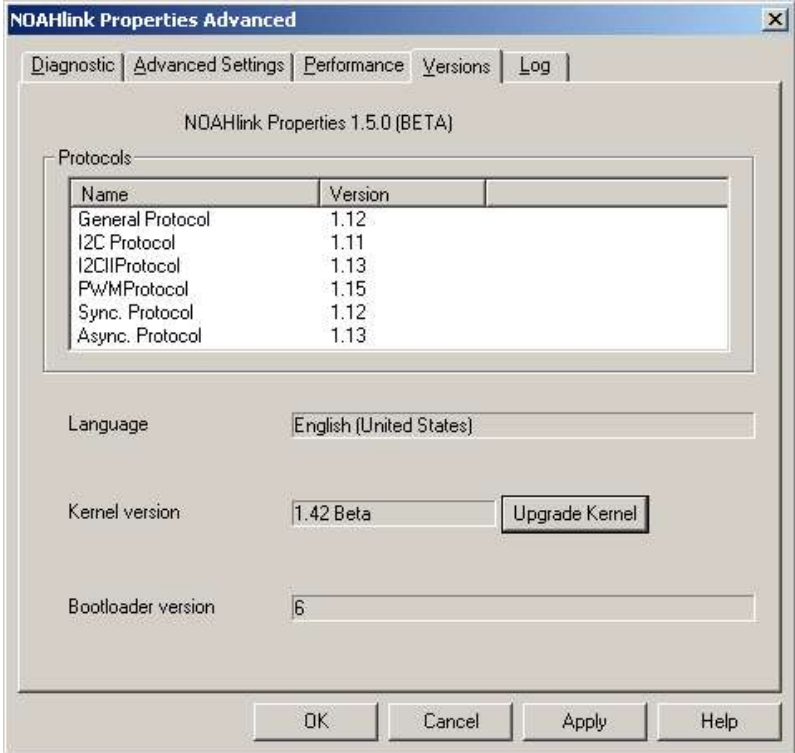 NOAHlink Properties Advanced
Diagnostic Advanced Settings Performance Versions Log
NOAHlink Properties 1.5.0 (BETA)
Protocols
Name Version
General Protocol 1.12
I2C Protocol 1.11
I2CIIProtocol 1.13
PWMProtocol 1.15
Sync. Protocol 1.12
Async. Protocol 1.13
Language English (United States)
Kernel version 1.42 Beta Upgrade Kernel
Bootloader version 6
OK Cancel Apply Help